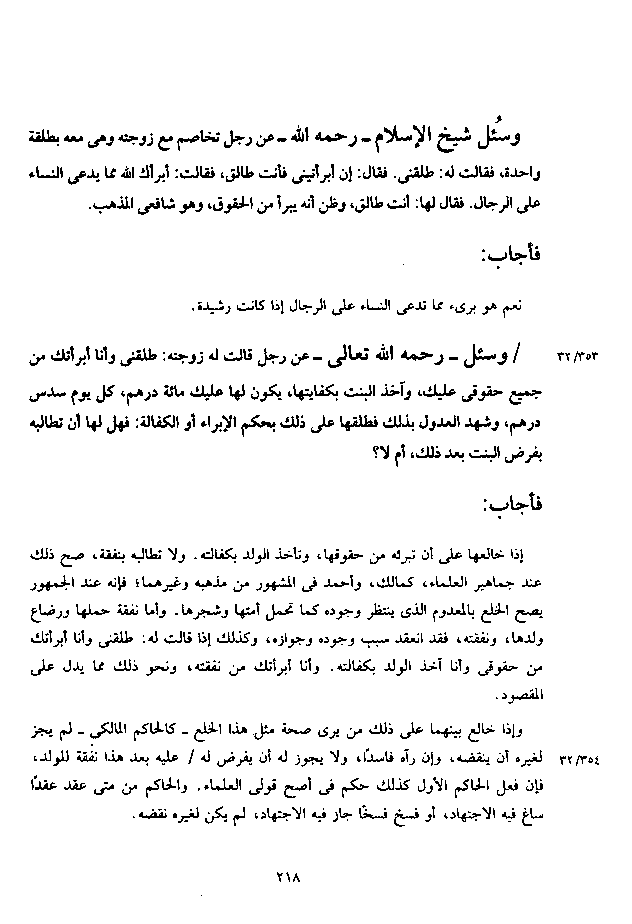 وسُئل شيخ الإسلام ـ رحمه الله ـ عن رجل تخاصم مع زوجته وهى معه بطلقة
واحدة، فقالت له: طلقنى. فقال: إن أبرأتينى فأنت طالق، فقالت: أبرأك الله مما يدعى النساء
على الرجال. فقال لها: أنت طالق، وظن أنه يبرأ من الحقوق، وهو شافعى المذهب.
فأجاب:
نعم هو برىء مما تدعى النساء على الرجال إذا كانت رشيدة.
٣٢/٣٥٣ / وسئل ـ رحمه الله تعالى ـ عن رجل قالت له زوجته: طلقنى وأنا أبرأتك من
جميع حقوقى عليك، وآخذ البنت بكفايتها، يكون لها عليك مائة درهم، كل يوم سدس
درهم، وشهد العدول بذلك فطلقها على ذلك بحكم الإبراء أو الكفالة: فهل لها أن تطالبه
بفرض البنت بعد ذلك، أم لا؟
فأجاب:
إذا خالعها على أن تبرئه من حقوقها، وتأخذ الولد بكفالته. ولا تطالبه بنفقة، صح ذلك
عند جماهير العلماء، كمالك، وأحمد فى المشهور من مذهبه وغيرهما؛ فإنه عند الجمهور
يصح الخلع بالمعدوم الذى ينتظر وجوده كما تحمل أمتها وشجرها. وأما نفقة حملها ورضاع
ولدها، ونفقته، فقد انعقد سبب وجوده وجوازه، وكذلك إذا قالت له: طلقنى وأنا أبرأتك
من حقوقى وأنا آخذ الولد بكفالته. وأنا أبرأتك من نفقته، ونحو ذلك مما يدل على
المقصود.
وإذا خالع بينهما على ذلك من يرى صحة مثل هذا الخلع ـ كالحاكم المالكى ـ لم يجز
٣٢/٣٥٤ لغيره أن ينقضه، وإن رآه فاسدًا، ولا يجوز له أن يفرض له / عليه بعد هذا نفقة للولد،
فإن فعل الحاكم الأول كذلك حكم فى أصح قولى العلماء. والحاكم من متى عقد عقدًا
ساغ فيه الاجتهاد، أو فسخ فسخًا جاز فيه الاجتهاد، لم يكن لغيره نقضه.
٢١٨